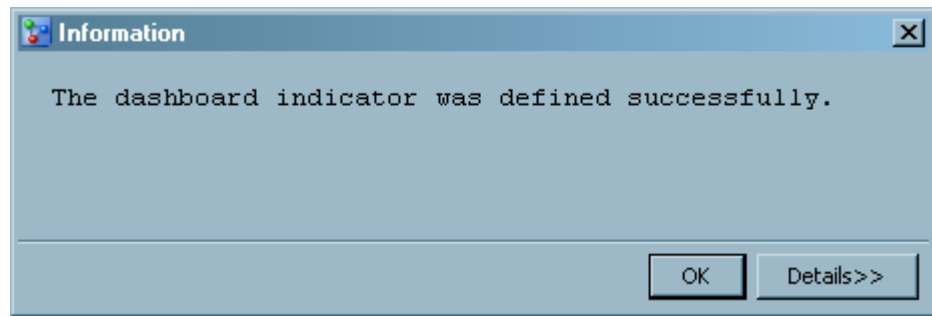 Information
The dashboard indicator was defined successfully.
OK
Details>>